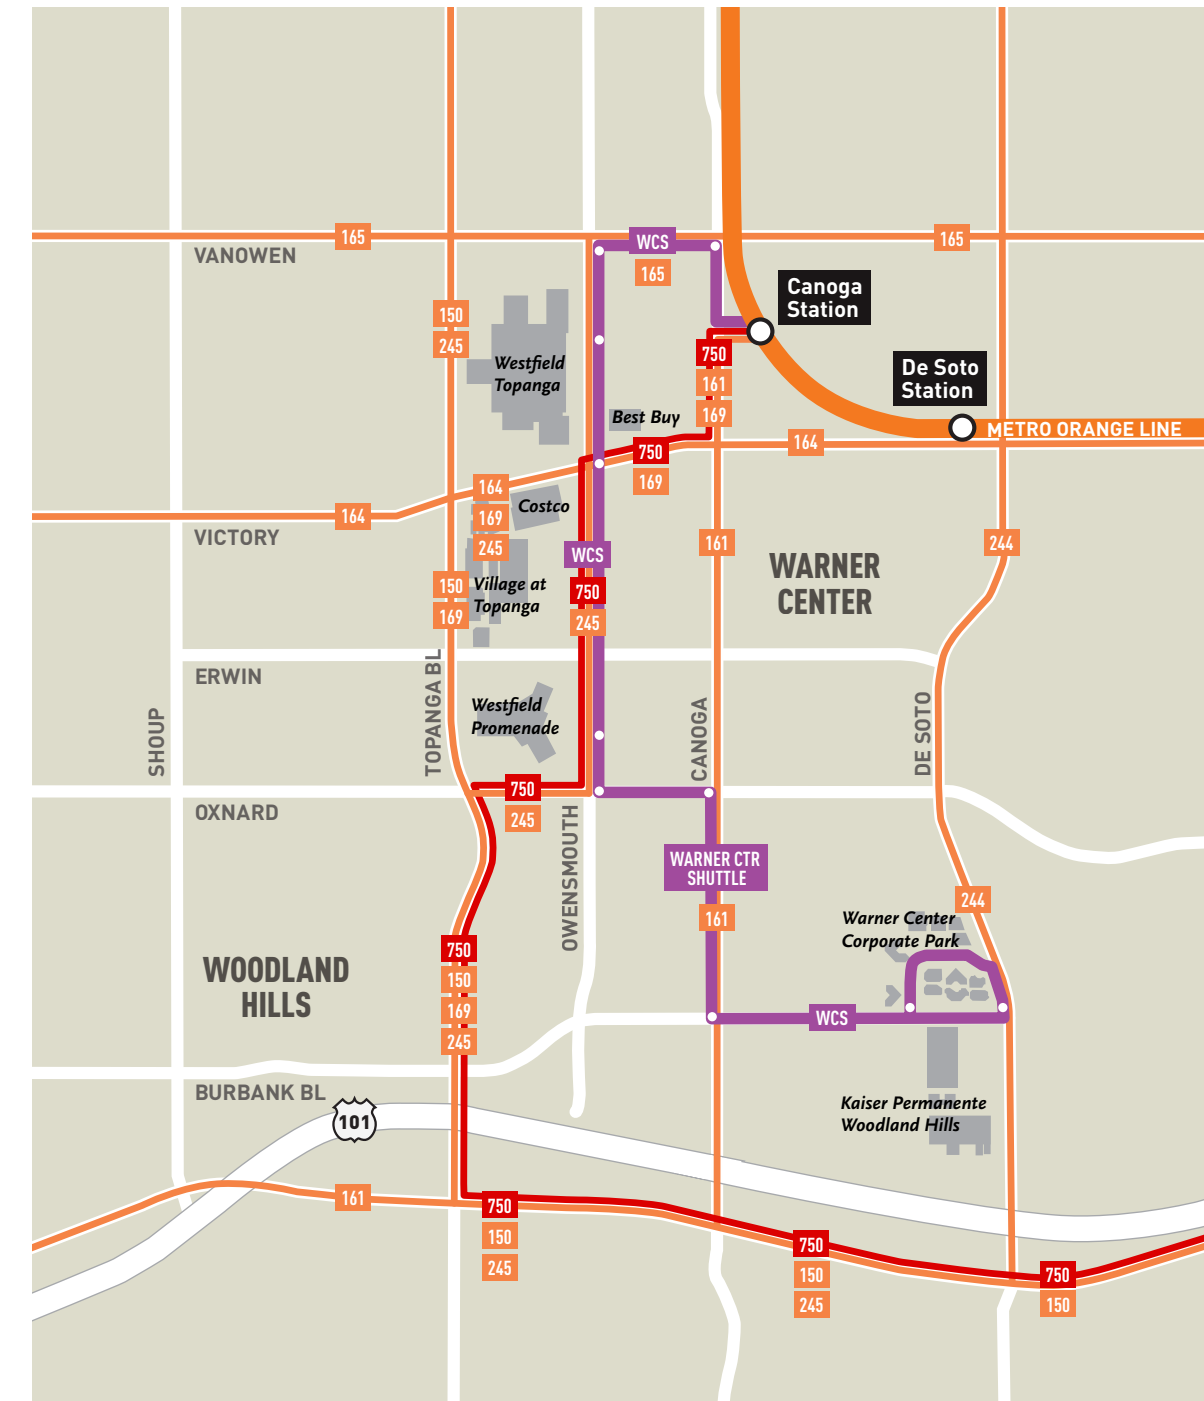 165
VANOWEN
WCS
165
165
150
245
Canoga
Station
Westfield
Topanga
750
161
169
De Soto
Station
Best Buy
METRO ORANGE LINE
164
750
169
164
169
245
Costco
164
VICTORY
WCS
161
244
WARNER
CENTER
150
169
Village at
Topanga
750
245
ERWIN
TOPANGA BL
SHOUP
Westfield
Promenade
CANOGA
DE SOTO
750
245
OXNARD
OWENSMOUTH
WARNER CTR
SHUTTLE
161
244
Warner Center
Corporate Park
750
150
169
245
WOODLAND
HILLS
WCS
BURBANK BL
101
Kaiser Permanente
Woodland Hills
161
750
150
245
750
150
245
750
150